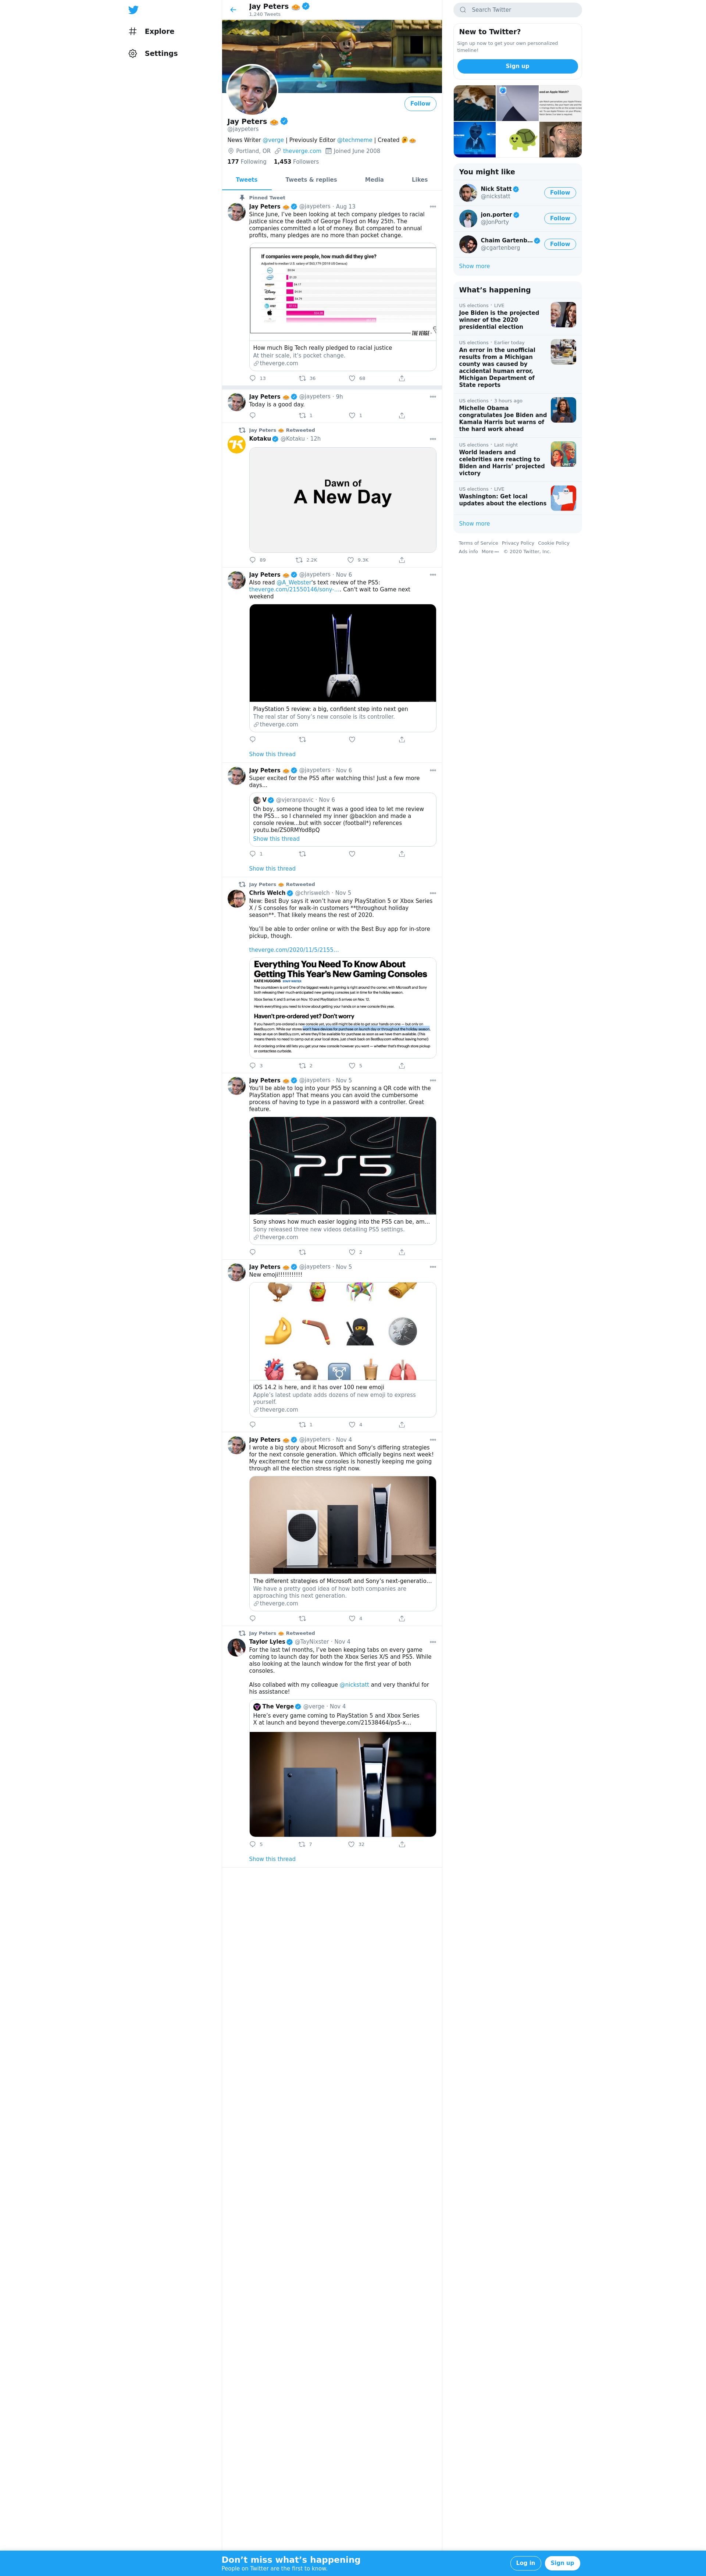 Explore
Settings
Jay Peters
1,240 Tweets
Follow
Jay Peters
@jaypeters
News Writer @verge | Previously Editor @techmeme | Created
Portland, OR theverge.com Joined June 2008
177 Following 1,453 Followers
Tweets Tweets & replies Media Likes
Pinned Tweet
Jay Peters @jaypeters · Aug 13
Since June, I've been looking at tech company pledges to racial
justice since the death of George Floyd on May 25th. The
companies committed a lot of money. But compared to annual
profits, many pledges are no more than pocket change.
If companies were people, how much did they give?
THE VERGE
How much Big Tech really pledged to racial justice
At their scale, it's pocket change.
theverge.com
13 36 68
Jay Peters @jaypeters · 9h
Today is a good day.
1 1
Jay Peters Retweeted
Kotaku @Kotaku · 12h
Dawn of
A New Day
89 2.2K 9.3K
Jay Peters @jaypeters · Nov 6
Also read @A_Webster's text review of the PS5:
theverge.com/21550146/sony-.... Can't wait to Game next
weekend
PlayStation 5 review: a big, confident step into next gen
The real star of Sony's new console is its controller.
theverge.com
Show this thread
Jay Peters @jaypeters · Nov 6
Super excited for the PS5 after watching this! Just a few more
days...
V @vjeranpavic · Nov 6
Oh boy, someone thought it was a good idea to let me review
the PS5... so I channeled my inner @backlon and made a
console review...but with soccer (football*) references
youtu.be/ZS0RMYod8pQ
Show this thread
1
Show this thread
Jay Peters Retweeted
Chris Welch @chriswelch · Nov 5
New: Best Buy says it won't have any PlayStation 5 or Xbox Series
X / S consoles for walk-in customers **throughout holiday
season**. That likely means the rest of 2020.
You'll be able to order online or with the Best Buy app for in-store
pickup, though.
theverge.com/2020/11/5/2155...
Everything You Need To Know About
Getting This Year's New Gaming Consoles
Xbox Series X and S on Nov. 10 and PlayStation 5 on Nov. 12.
Here's everything you need to know about getting your new console this year.
Haven't pre-ordered yet? Don't worry
3 2 5
Jay Peters @jaypeters · Nov 5
You'll be able to log into your PS5 by scanning a QR code with the
PlayStation app! That means you can avoid the cumbersome
process of having to type in a password with a controller. Great
feature.
PS5
Sony shows how much easier logging into the PS5 can be, am...
Sony released three new videos detailing PS5 settings.
theverge.com
2
Jay Peters @jaypeters · Nov 5
New emoji!!!!!!!!!!!
iOS 14.2 is here, and it has over 100 new emoji
Apple's latest update adds dozens of new emoji to express
yourself.
theverge.com
1 4
Jay Peters @jaypeters · Nov 4
I wrote a big story about Microsoft and Sony's differing strategies
for the next console generation. Which officially begins next week!
My excitement for the new consoles is honestly keeping me going
through all the election stress right now.
The different strategies of Microsoft and Sony's next-generatio...
We have a pretty good idea of how both companies are
approaching this next generation.
theverge.com
4
Jay Peters Retweeted
Taylor Lyles @TayNixster · Nov 4
For the last twl months, I've been keeping tabs on every game
coming to launch day for both the Xbox Series X/S and PS5. While
also looking at the launch window for the first year of both
consoles.
Also collabed with my colleague @nickstatt and very thankful for
his assistance!
The Verge @verge · Nov 4
Here's every game coming to PlayStation 5 and Xbox Series
X at launch and beyond theverge.com/21538464/ps5-x...
5 7 32
Show this thread
Search Twitter
New to Twitter?
Sign up now to get your own personalized
timeline!
Sign up
You might like
Nick Statt
@nickstatt
Follow
jon.porter
@JonPorty
Follow
Chaim Gartenb...
@cgartenberg
Follow
Show more
What's happening
US elections · LIVE
Joe Biden is the projected
winner of the 2020
presidential election
US elections · Earlier today
An error in the unofficial
results from a Michigan
county was caused by
accidental human error,
Michigan Department of
State reports
US elections · 3 hours ago
Michelle Obama
congratulates Joe Biden and
Kamala Harris but warns of
the hard work ahead
US elections · Last night
World leaders and
celebrities are reacting to
Biden and Harris' projected
victory
US elections · LIVE
Washington: Get local
updates about the elections
Show more
Terms of Service Privacy Policy Cookie Policy
Ads info More © 2020 Twitter, Inc.
Don't miss what's happening
People on Twitter are the first to know.
Log in
Sign up